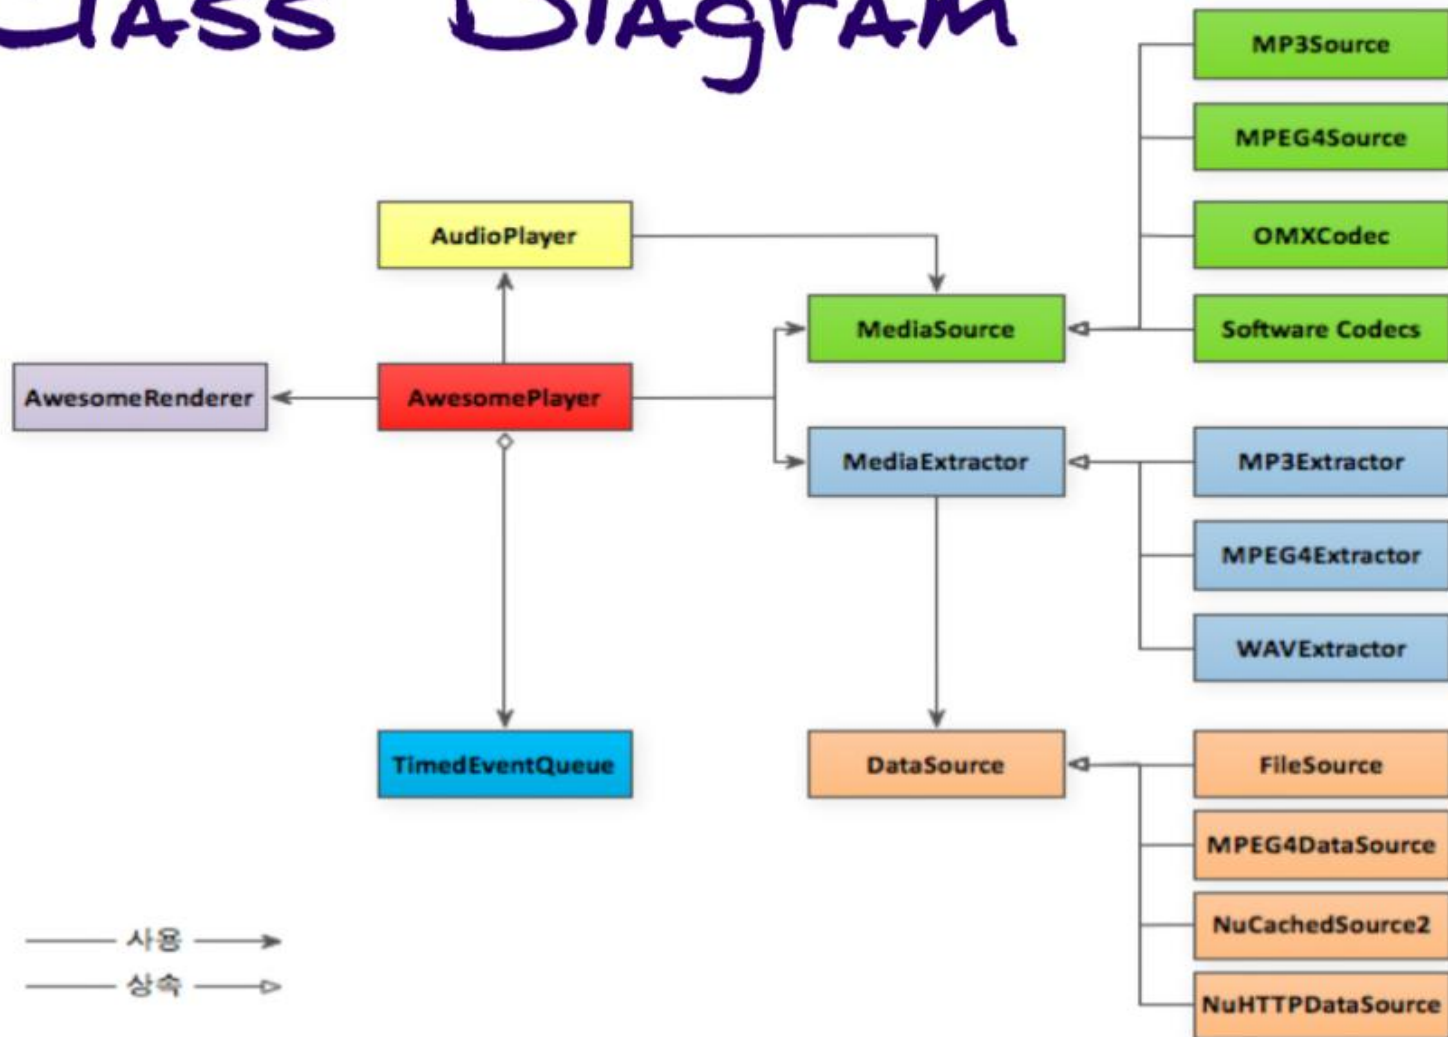 Class Diagram
MP3Source
MPEG4Source
AudioPlayer
OMXCodec
MediaSource
Software Codecs
AwesomeRenderer
AwesomePlayer
MediaExtractor
MP3Extractor
MPEG4Extractor
WAVExtractor
TimedEventQueue
DataSource
FileSource
MPEG4DataSource
NuCachedSource2
NuHTTPDataSource
사용
상속